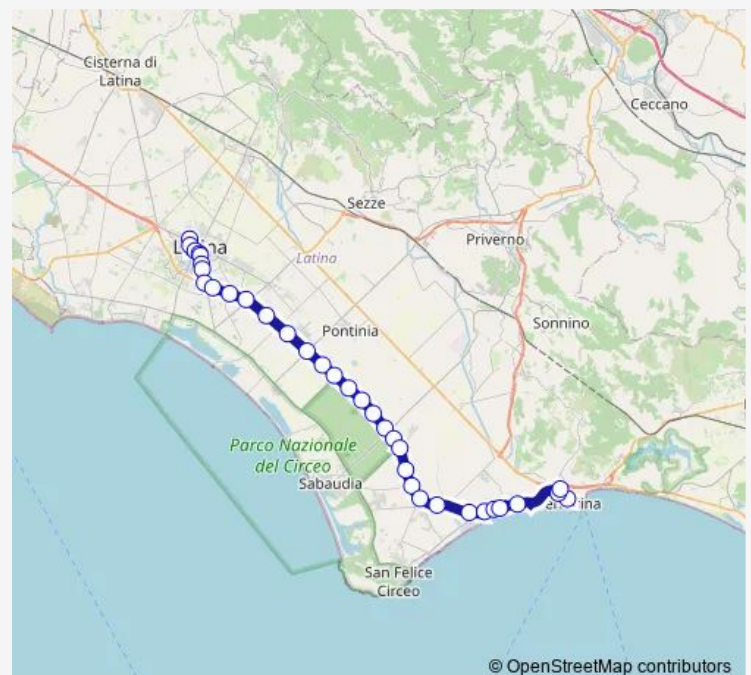 Cisterna di
Latina
Ceccano
Sezze
Priverno
Latina
Pontinia
Sonnino
Parco Nazionale
del Circeo
Sabaudia
San Felice
Circeo
© OpenStreetMap contributors